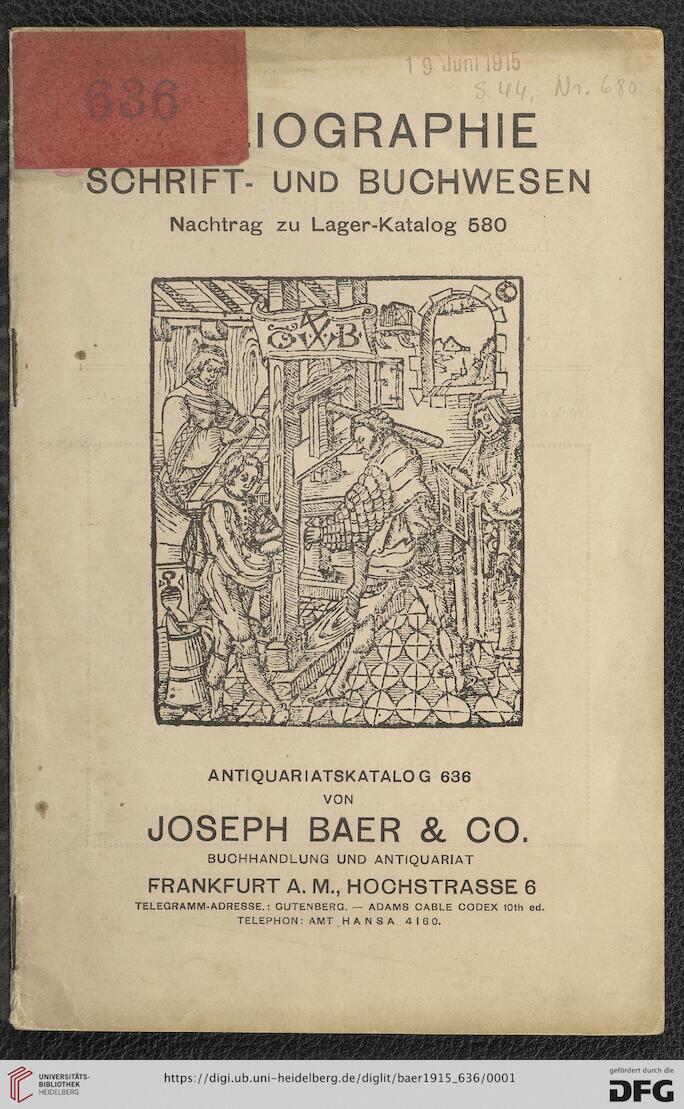 636
19. Juni 1915
S. 44, Nr. 680
LIOGRAPHIE
SCHRIFT- UND BUCHWESEN
Nachtrag zu Lager-Katalog 580
ANTIQUARIATSKATALOG 636
VON
JOSEPH BAER & CO.
BUCHHANDLUNG UND ANTIQUARIAT
FRANKFURT A. M., HOCHSTRASSE 6
TELEGRAMM-ADRESSE.: GUTENBERG. — ADAMS CABLE CODEX 10th ed.
TELEPHON: AMT HANSA 4160.
UNIVERSITÄTS-
BIBLIOTHEK
HEIDELBERG
https://digi.ub.uni-heidelberg.de/diglit/baer1915_636/0001
gefördert durch die
DFG